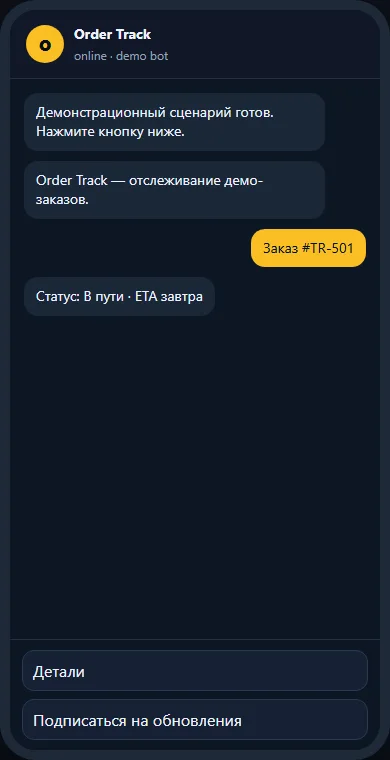 o
Order Track
online · demo bot
Демонстрационный сценарий готов.
Нажмите кнопку ниже.
Order Track — отслеживание демо-
заказов.
Заказ #TR-501
Статус: В пути · ETA завтра
Детали
Подписаться на обновления